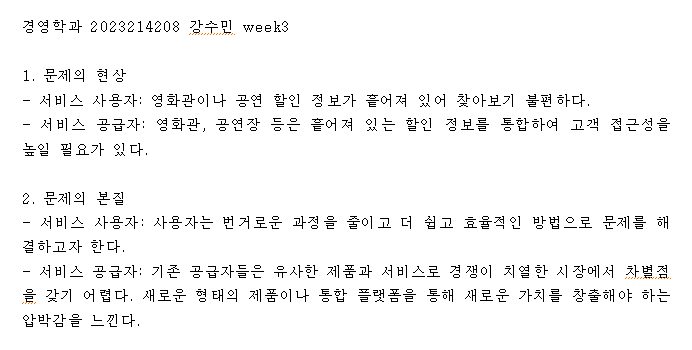 경영학과 2023214208 강수민 week3
1. 문제의 현상
- 서비스 사용자: 영화관이나 공연 할인 정보가 흩어져 있어 찾아보기 불편하다.
- 서비스 공급자: 영화관, 공연장 등은 흩어져 있는 할인 정보를 통합하여 고객 접근성을
높일 필요가 있다.
2. 문제의 본질
- 서비스 사용자: 사용자는 번거로운 과정을 줄이고 더 쉽고 효율적인 방법으로 문제를 해
결하고자 한다.
- 서비스 공급자: 기존 공급자들은 유사한 제품과 서비스로 경쟁이 치열한 시장에서 차별점
을 갖기 어렵다. 새로운 형태의 제품이나 통합 플랫폼을 통해 새로운 가치를 창출해야 하는
압박감을 느낀다.